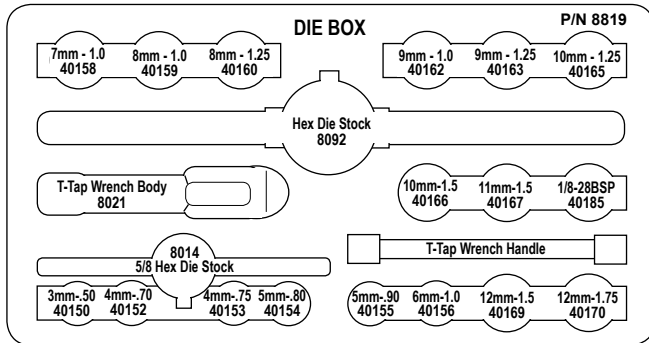 DIE BOX
P/N 8819
7mm - 1.0
40158
8mm - 1.0
40159
8mm - 1.25
40160
9mm - 1.0
40162
9mm - 1.25
40163
10mm - 1.25
40165
Hex Die Stock
8092
T-Tap Wrench Body
8021
10mm-1.5
40166
11mm-1.5
40167
1/8-28BSP
40185
8014
5/8 Hex Die Stock
T-Tap Wrench Handle
3mm-.50
40150
4mm-.70
40152
4mm-.75
40153
5mm-.80
40154
5mm-.90
40155
6mm-1.0
40156
12mm-1.5
40169
12mm-1.75
40170